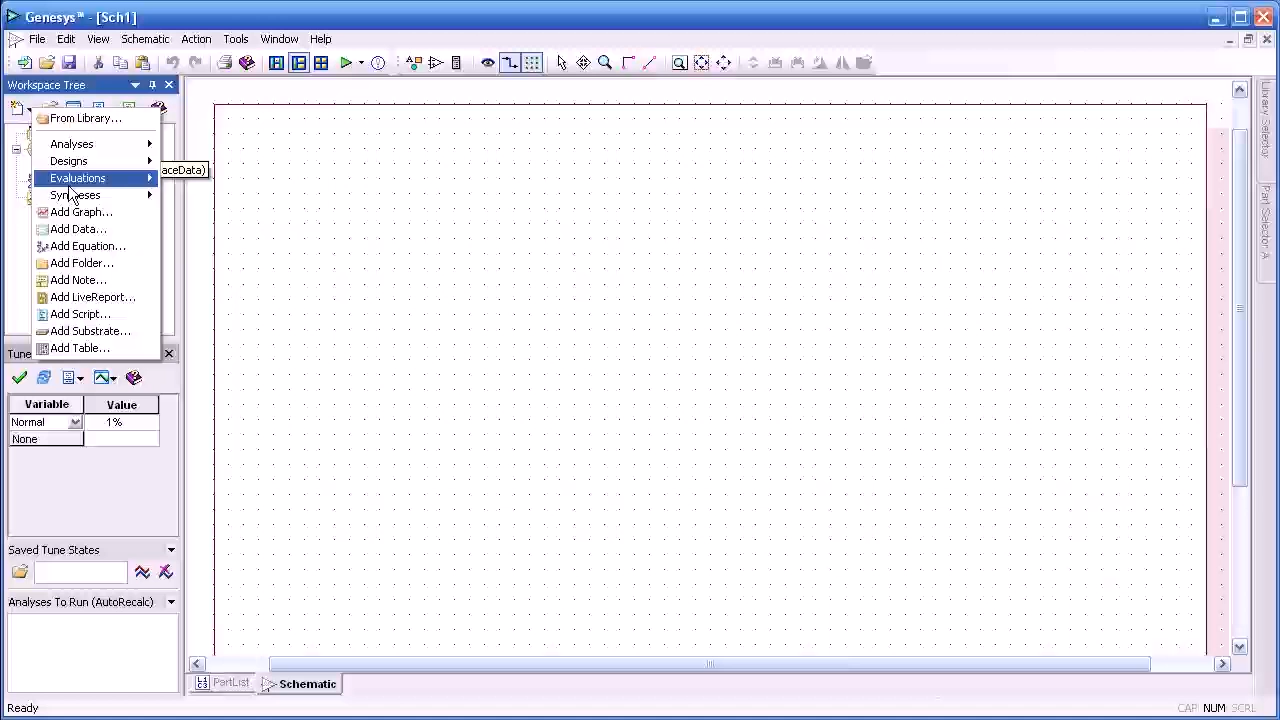 Genesys™ - [Sch1]
File Edit View Schematic Action Tools Window Help
Workspace Tree
From Library...
Analyses
Designs
aceData)
Evaluations
Add Graph...
Add Data...
Add Equation...
Add Folder...
Add Note...
Add LiveReport...
Add Script...
Add Substrate...
Add Table...
Tune
Variable Value
Normal 1%
None
Saved Tune States
Analyses To Run (AutoRecalc)
Library Selector
Part Selector A
PartList Schematic
Ready
CAP NUM SCRL